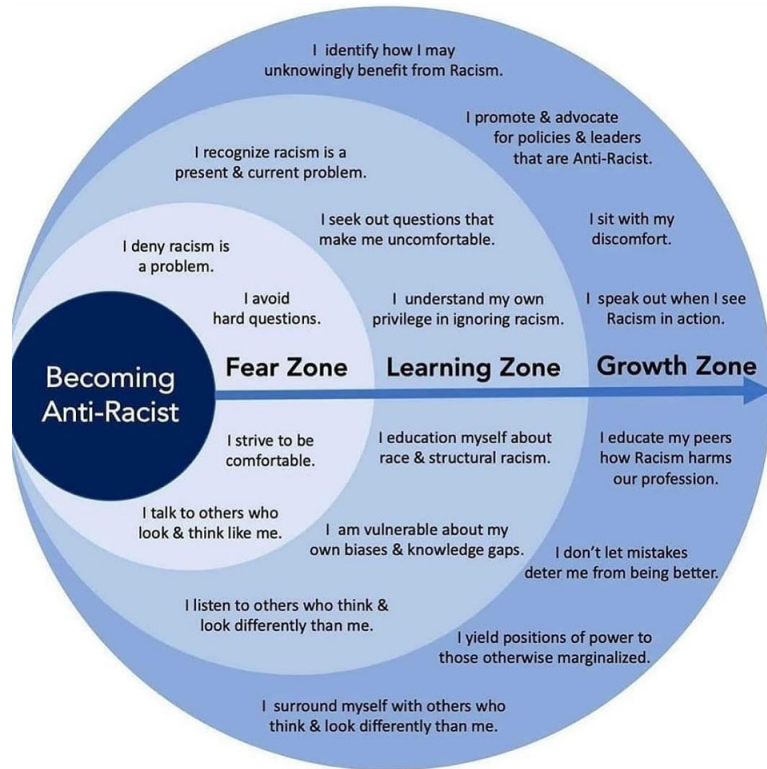 I identify how I may
unknowingly benefit from Racism.
I promote & advocate
for policies & leaders
that are Anti-Racist.
I recognize racism is a
present & current problem.
I seek out questions that
make me uncomfortable.
I sit with my
discomfort.
I deny racism is
a problem.
I avoid
hard questions.
I understand my own
privilege in ignoring racism.
I speak out when I see
Racism in action.
Becoming
Anti-Racist
Fear Zone
Learning Zone
Growth Zone
I strive to be
comfortable.
I education myself about
race & structural racism.
I educate my peers
how Racism harms
our profession.
I talk to others who
look & think like me.
I am vulnerable about my
own biases & knowledge gaps.
I don't let mistakes
deter me from being better.
I listen to others who think &
look differently than me.
I yield positions of power to
those otherwise marginalized.
I surround myself with others who
think & look differently than me.